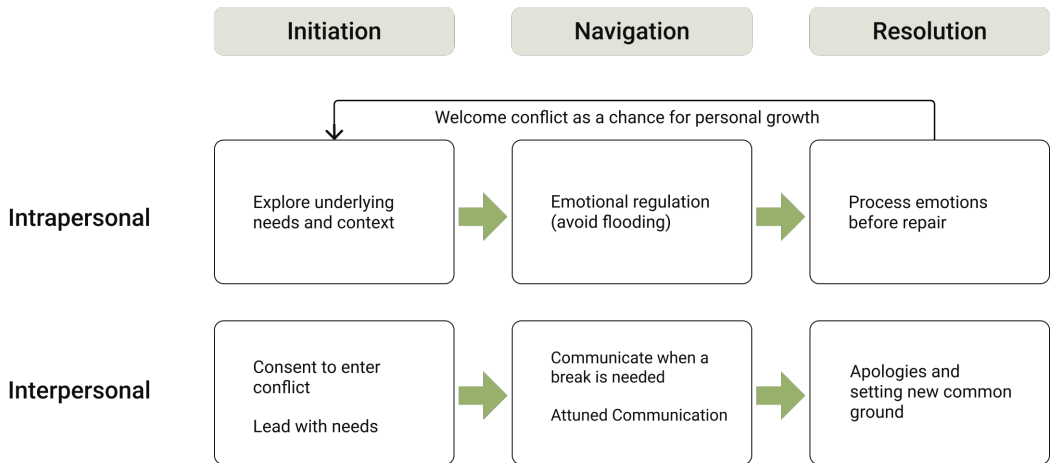 Initiation
Navigation
Resolution
Welcome conflict as a chance for personal growth
Intrapersonal
Explore underlying
needs and context
Emotional regulation
(avoid flooding)
Process emotions
before repair
Interpersonal
Consent to enter
conflict
Lead with needs
Communicate when a
break is needed
Attuned Communication
Apologies and
setting new common
ground